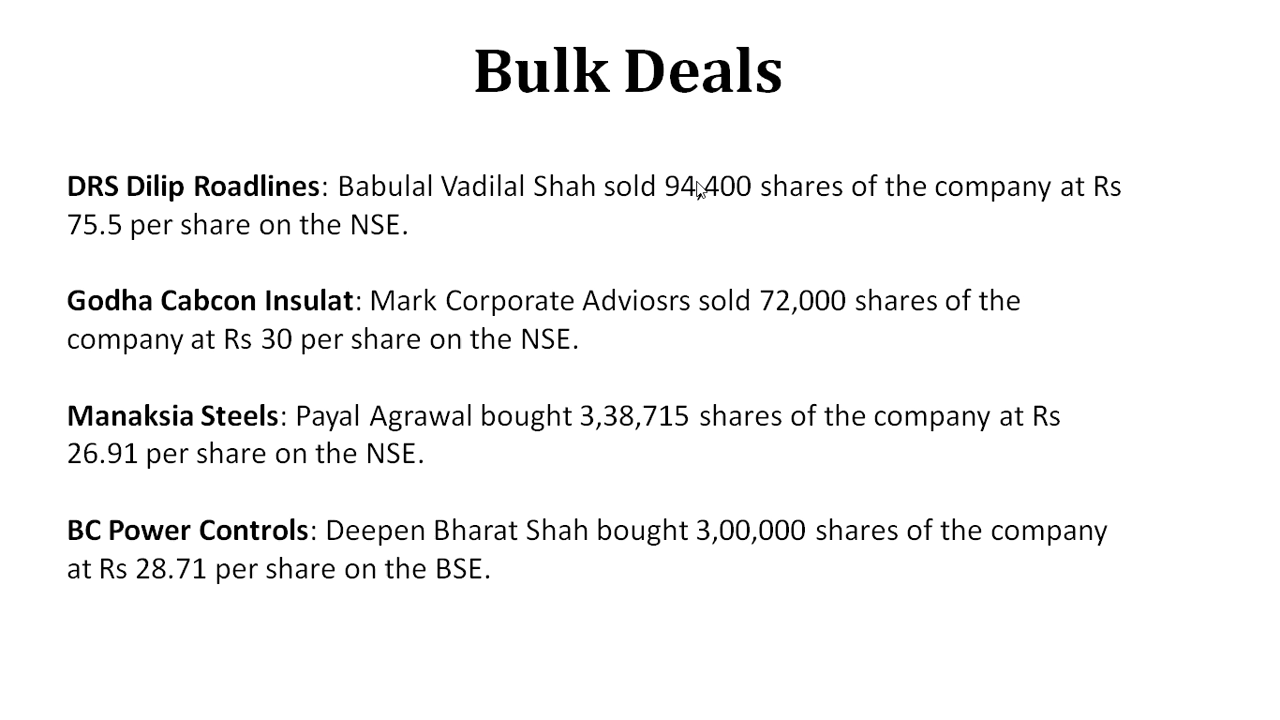 Bulk Deals
DRS Dilip Roadlines: Babulal Vadilal Shah sold 94,400 shares of the company at Rs
75.5 per share on the NSE.
Godha Cabcon Insulat: Mark Corporate Adviosrs sold 72,000 shares of the
company at Rs 30 per share on the NSE.
Manaksia Steels: Payal Agrawal bought 3,38,715 shares of the company at Rs
26.91 per share on the NSE.
BC Power Controls: Deepen Bharat Shah bought 3,00,000 shares of the company
at Rs 28.71 per share on the BSE.